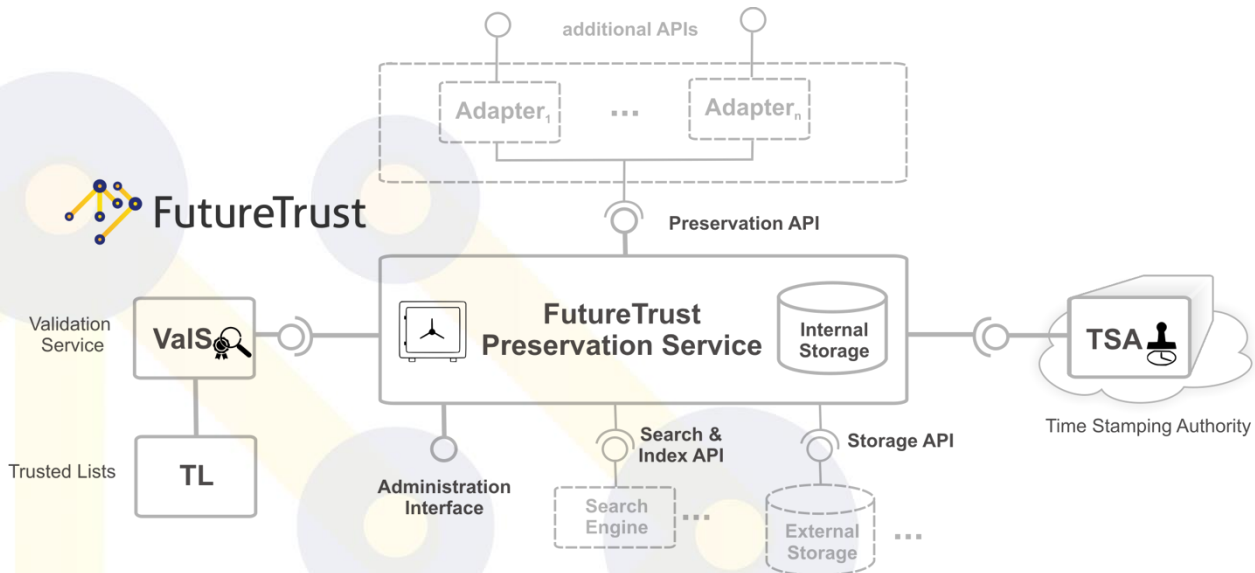 additional APIs
Adapter1
...
Adaptern
FutureTrust
Preservation API
Validation
Service
ValS
FutureTrust
Preservation Service
Internal
Storage
TSA
Time Stamping Authority
Trusted Lists
TL
Administration
Interface
Search &
Index API
Storage API
Search
Engine
...
External
Storage
...